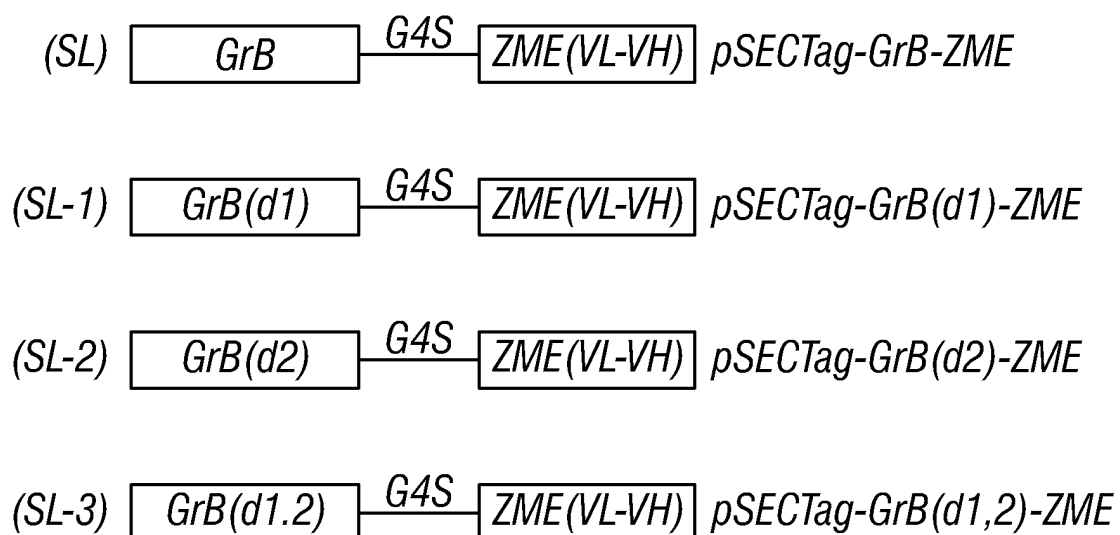 (SL) GrB G4S ZME(VL-VH) pSECTag-GrB-ZME
(SL-1) GrB(d1) G4S ZME(VL-VH) pSECTag-GrB(d1)-ZME
(SL-2) GrB(d2) G4S ZME(VL-VH) pSECTag-GrB(d2)-ZME
(SL-3) GrB(d1.2) G4S ZME(VL-VH) pSECTag-GrB(d1,2)-ZME